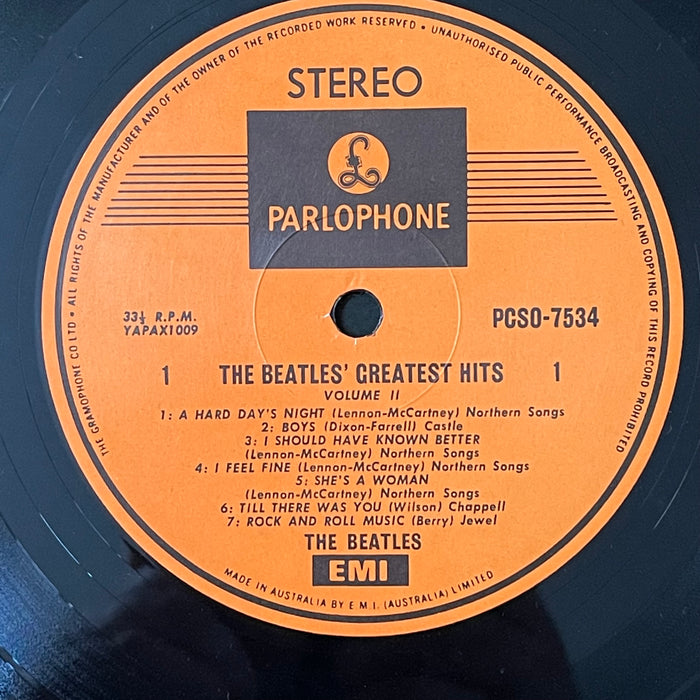 THE GRAMOPHONE CO LTD • ALL RIGHTS OF THE MANUFACTURER AND OF THE OWNER OF THE RECORDED WORK RESERVED • UNAUTHORISED PUBLIC PERFORMANCE BROADCASTING AND COPYING OF THIS RECORD PROHIBITED
STEREO
£
PARLOPHONE
33⅓ R.P.M.
YAPAX1009
PCSO-7534
1 THE BEATLES' GREATEST HITS 1
VOLUME II
1: A HARD DAY'S NIGHT (Lennon-McCartney) Northern Songs
2: BOYS (Dixon-Farrell) Castle
3: I SHOULD HAVE KNOWN BETTER
(Lennon-McCartney) Northern Songs
4: I FEEL FINE (Lennon-McCartney) Northern Songs
5: SHE'S A WOMAN
(Lennon-McCartney) Northern Songs
6: TILL THERE WAS YOU (Wilson) Chappell
7: ROCK AND ROLL MUSIC (Berry) Jewel
THE BEATLES
EMI
MADE IN AUSTRALIA BY E.M.I. (AUSTRALIA) LIMITED